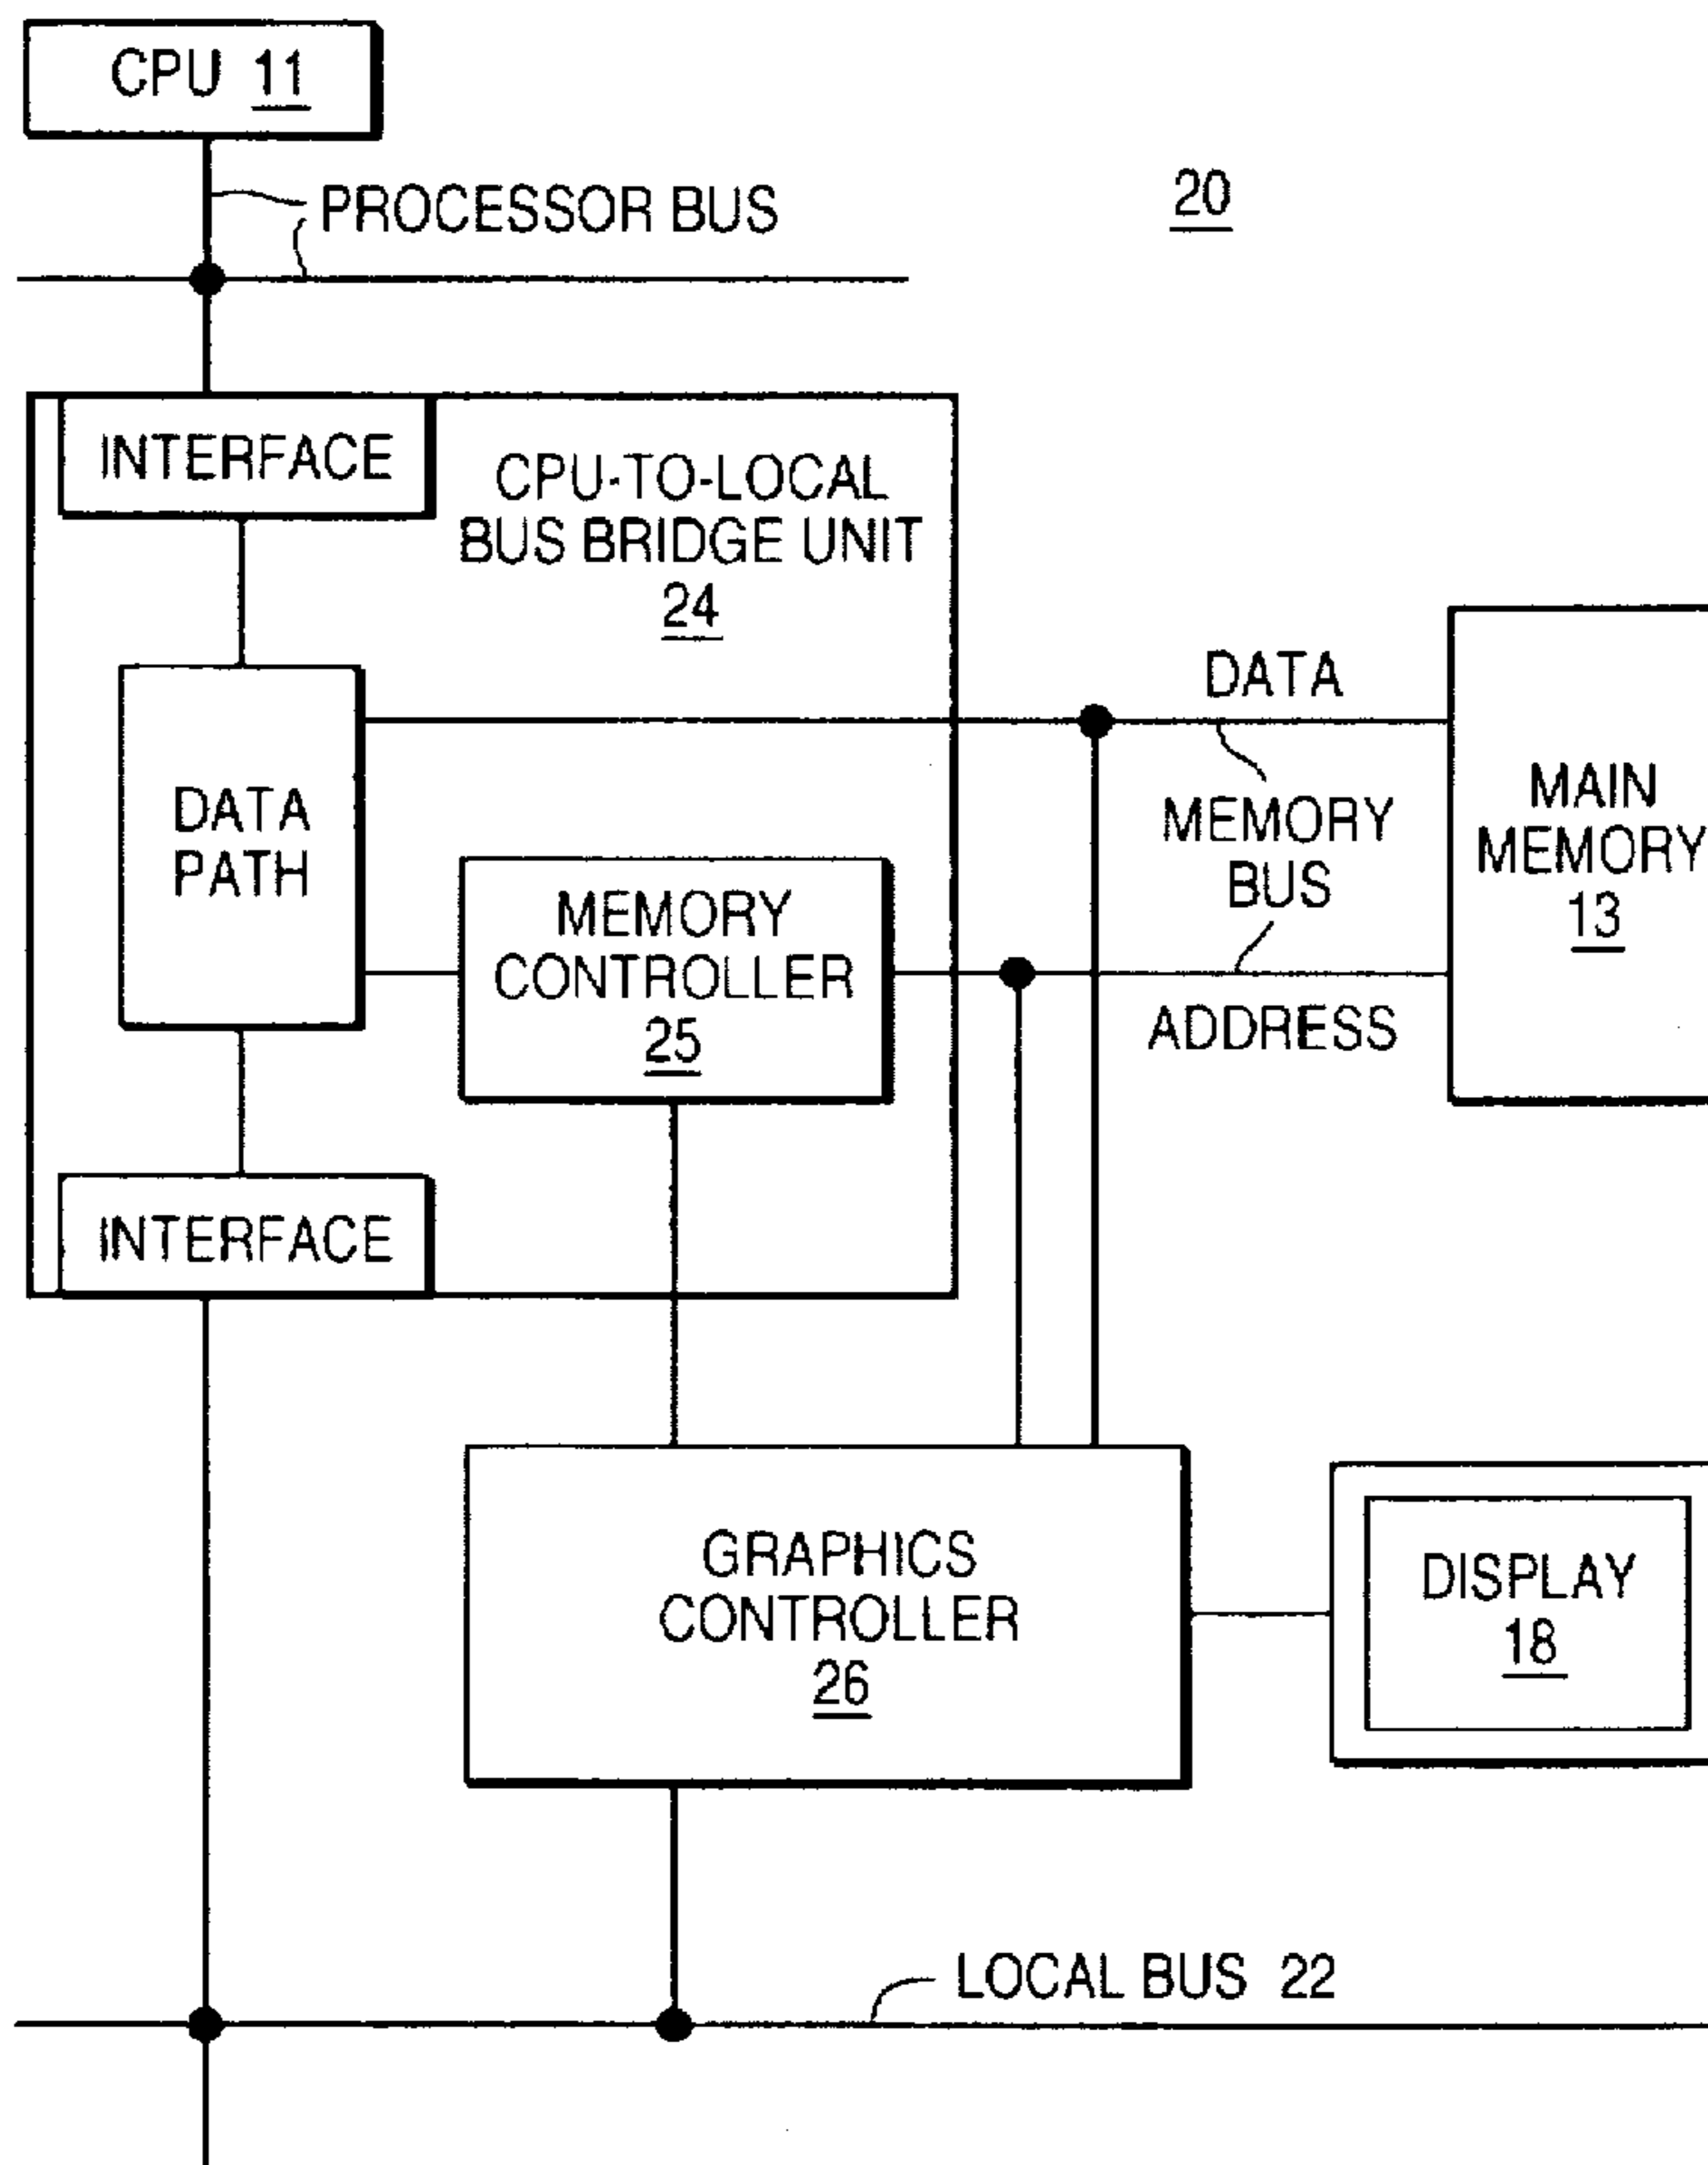 CPU 11
PROCESSOR BUS
20
INTERFACE
CPU-TO-LOCAL
BUS BRIDGE UNIT
24
DATA
PATH
MEMORY
CONTROLLER
25
INTERFACE
DATA
MEMORY
BUS
ADDRESS
MAIN
MEMORY
13
GRAPHICS
CONTROLLER
26
DISPLAY
18
LOCAL BUS 22